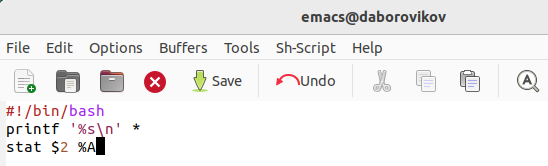 emacs@daborovikov
File Edit Options Buffers Tools Sh-Script Help
Save Undo
#!/bin/bash
printf '%s\n' *
stat $2 %A